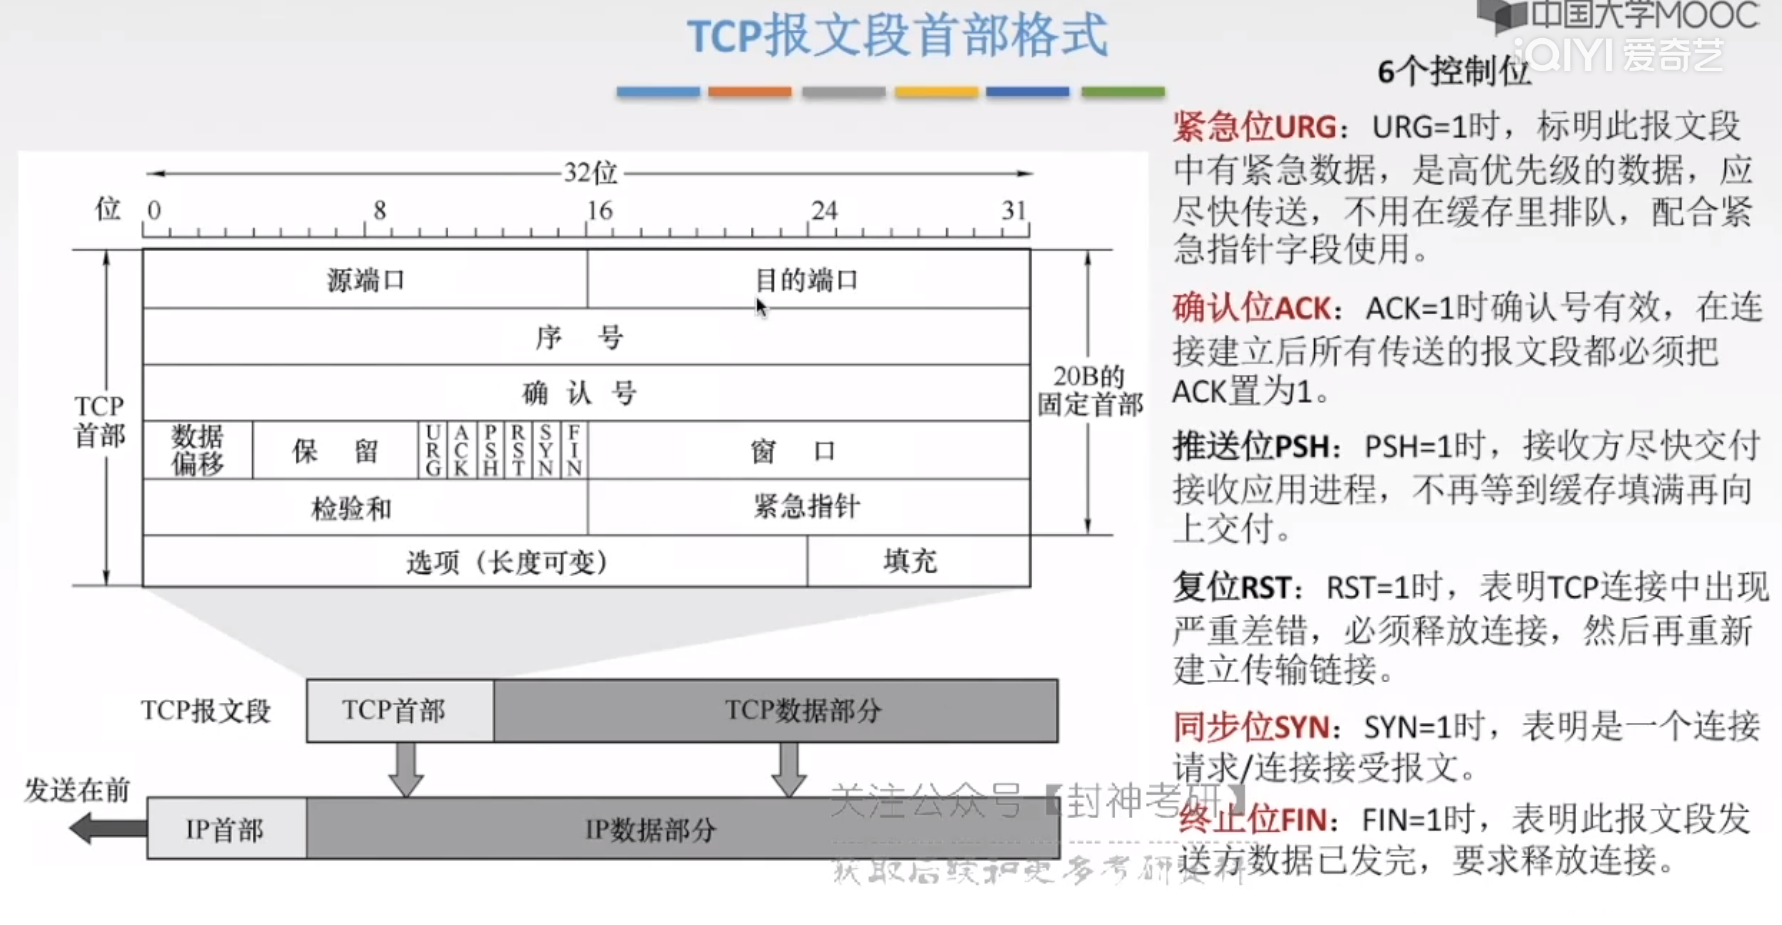 TCP报文段首部格式
中国大学MOOC
iQIYI 爱奇艺
6个控制位
紧急位URG：URG=1时，标明此报文段
中有紧急数据，是高优先级的数据，应
尽快传送，不用在缓存里排队，配合紧
急指针字段使用。
确认位ACK：ACK=1时确认号有效，在连
接建立后所有传送的报文段都必须把
ACK置为1。
推送位PSH：PSH=1时，接收方尽快交付
接收应用进程，不再等到缓存填满再向
上交付。
复位RST：RST=1时，表明TCP连接中出现
严重差错，必须释放连接，然后再重新
建立传输链接。
同步位SYN：SYN=1时，表明是一个连接
请求/连接接受报文。
终止位FIN：FIN=1时，表明此报文段发
送方数据已发完，要求释放连接。
32位
位 0 8 16 24 31
源端口 目的端口
序 号
确 认 号
数据
偏移
保 留
URG ACK PSH RST SYN FIN
窗 口
检验和 紧急指针
选项（长度可变） 填充
TCP
首部
20B的
固定首部
TCP报文段 TCP首部 TCP数据部分
发送在前
IP首部 IP数据部分
关注公众号【封神考研】
获取后续和更多考研资料